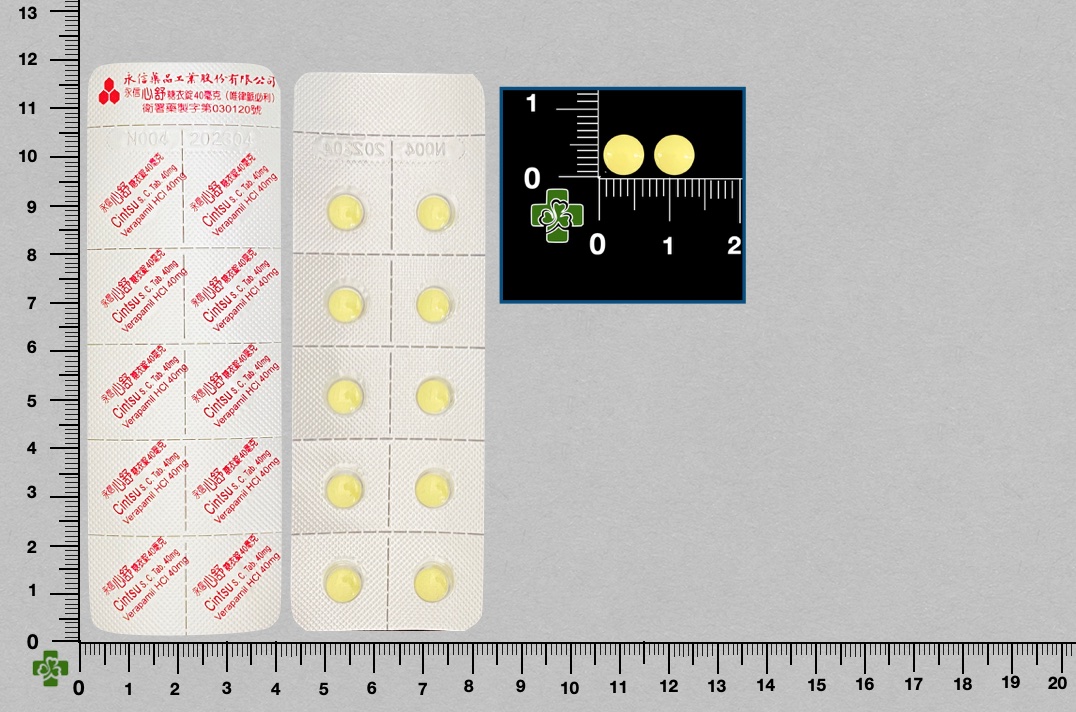 永信藥品工業股份有限公司
永信心舒糖衣錠40毫克（唯律脈必利）
衛署藥製字第030120號
N004 202304
永信心舒糖衣錠40毫克
Cintsu S. C. Tab. 40mg
Verapamil HCl 40mg
永信心舒糖衣錠40毫克
Cintsu S. C. Tab. 40mg
Verapamil HCl 40mg
永信心舒糖衣錠40毫克
Cintsu S. C. Tab. 40mg
Verapamil HCl 40mg
永信心舒糖衣錠40毫克
Cintsu S. C. Tab. 40mg
Verapamil HCl 40mg
永信心舒糖衣錠40毫克
Cintsu S. C. Tab. 40mg
Verapamil HCl 40mg
永信心舒糖衣錠40毫克
Cintsu S. C. Tab. 40mg
Verapamil HCl 40mg
永信心舒糖衣錠40毫克
Cintsu S. C. Tab. 40mg
Verapamil HCl 40mg
永信心舒糖衣錠40毫克
Cintsu S. C. Tab. 40mg
Verapamil HCl 40mg
永信心舒糖衣錠40毫克
Cintsu S. C. Tab. 40mg
Verapamil HCl 40mg
永信心舒糖衣錠40毫克
Cintsu S. C. Tab. 40mg
Verapamil HCl 40mg
N004 202304
1
0
0 1 2
13
12
11
10
9
8
7
6
5
4
3
2
1
0
0 1 2 3 4 5 6 7 8 9 10 11 12 13 14 15 16 17 18 19 20